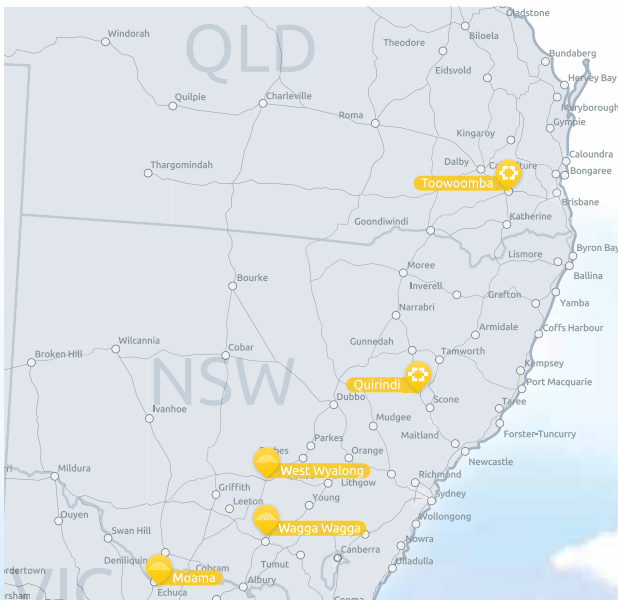 Gladstone
Windorah
Biloela
QLD
Theodore
Bundaberg
Eidsvold
Hervey Bay
Quilpie
Charleville
Maryborough
Roma
Gympie
Kingaroy
Caloundra
Dalby
Thargomindah
Bongaree
Toowoomba
Brisbane
Katherine
Goondiwindi
Byron Bay
Lismore
Moree
Ballina
Bourke
Inverell
Grafton
Yamba
Narrabri
Armidale
Coffs Harbour
Wilcannia
Gunnedah
Cobar
Tamworth
Broken Hill
Kempsey
NSW
Quirindi
Port Macquarie
Dubbo
Scone
Taree
Ivanhoe
Mudgee
Forster-Tuncurry
Maitland
Parkes
Orange
Newcastle
Mildura
West Wyalong
Richmond
Lithgow
Griffith
Sydney
Young
Leeton
Ouyen
Wollongong
Wagga Wagga
Swan Hill
Nowra
Canberra
Deniliquin
Ulladulla
Tumut
Cobram
Moama
Albury
VIC
Echuca